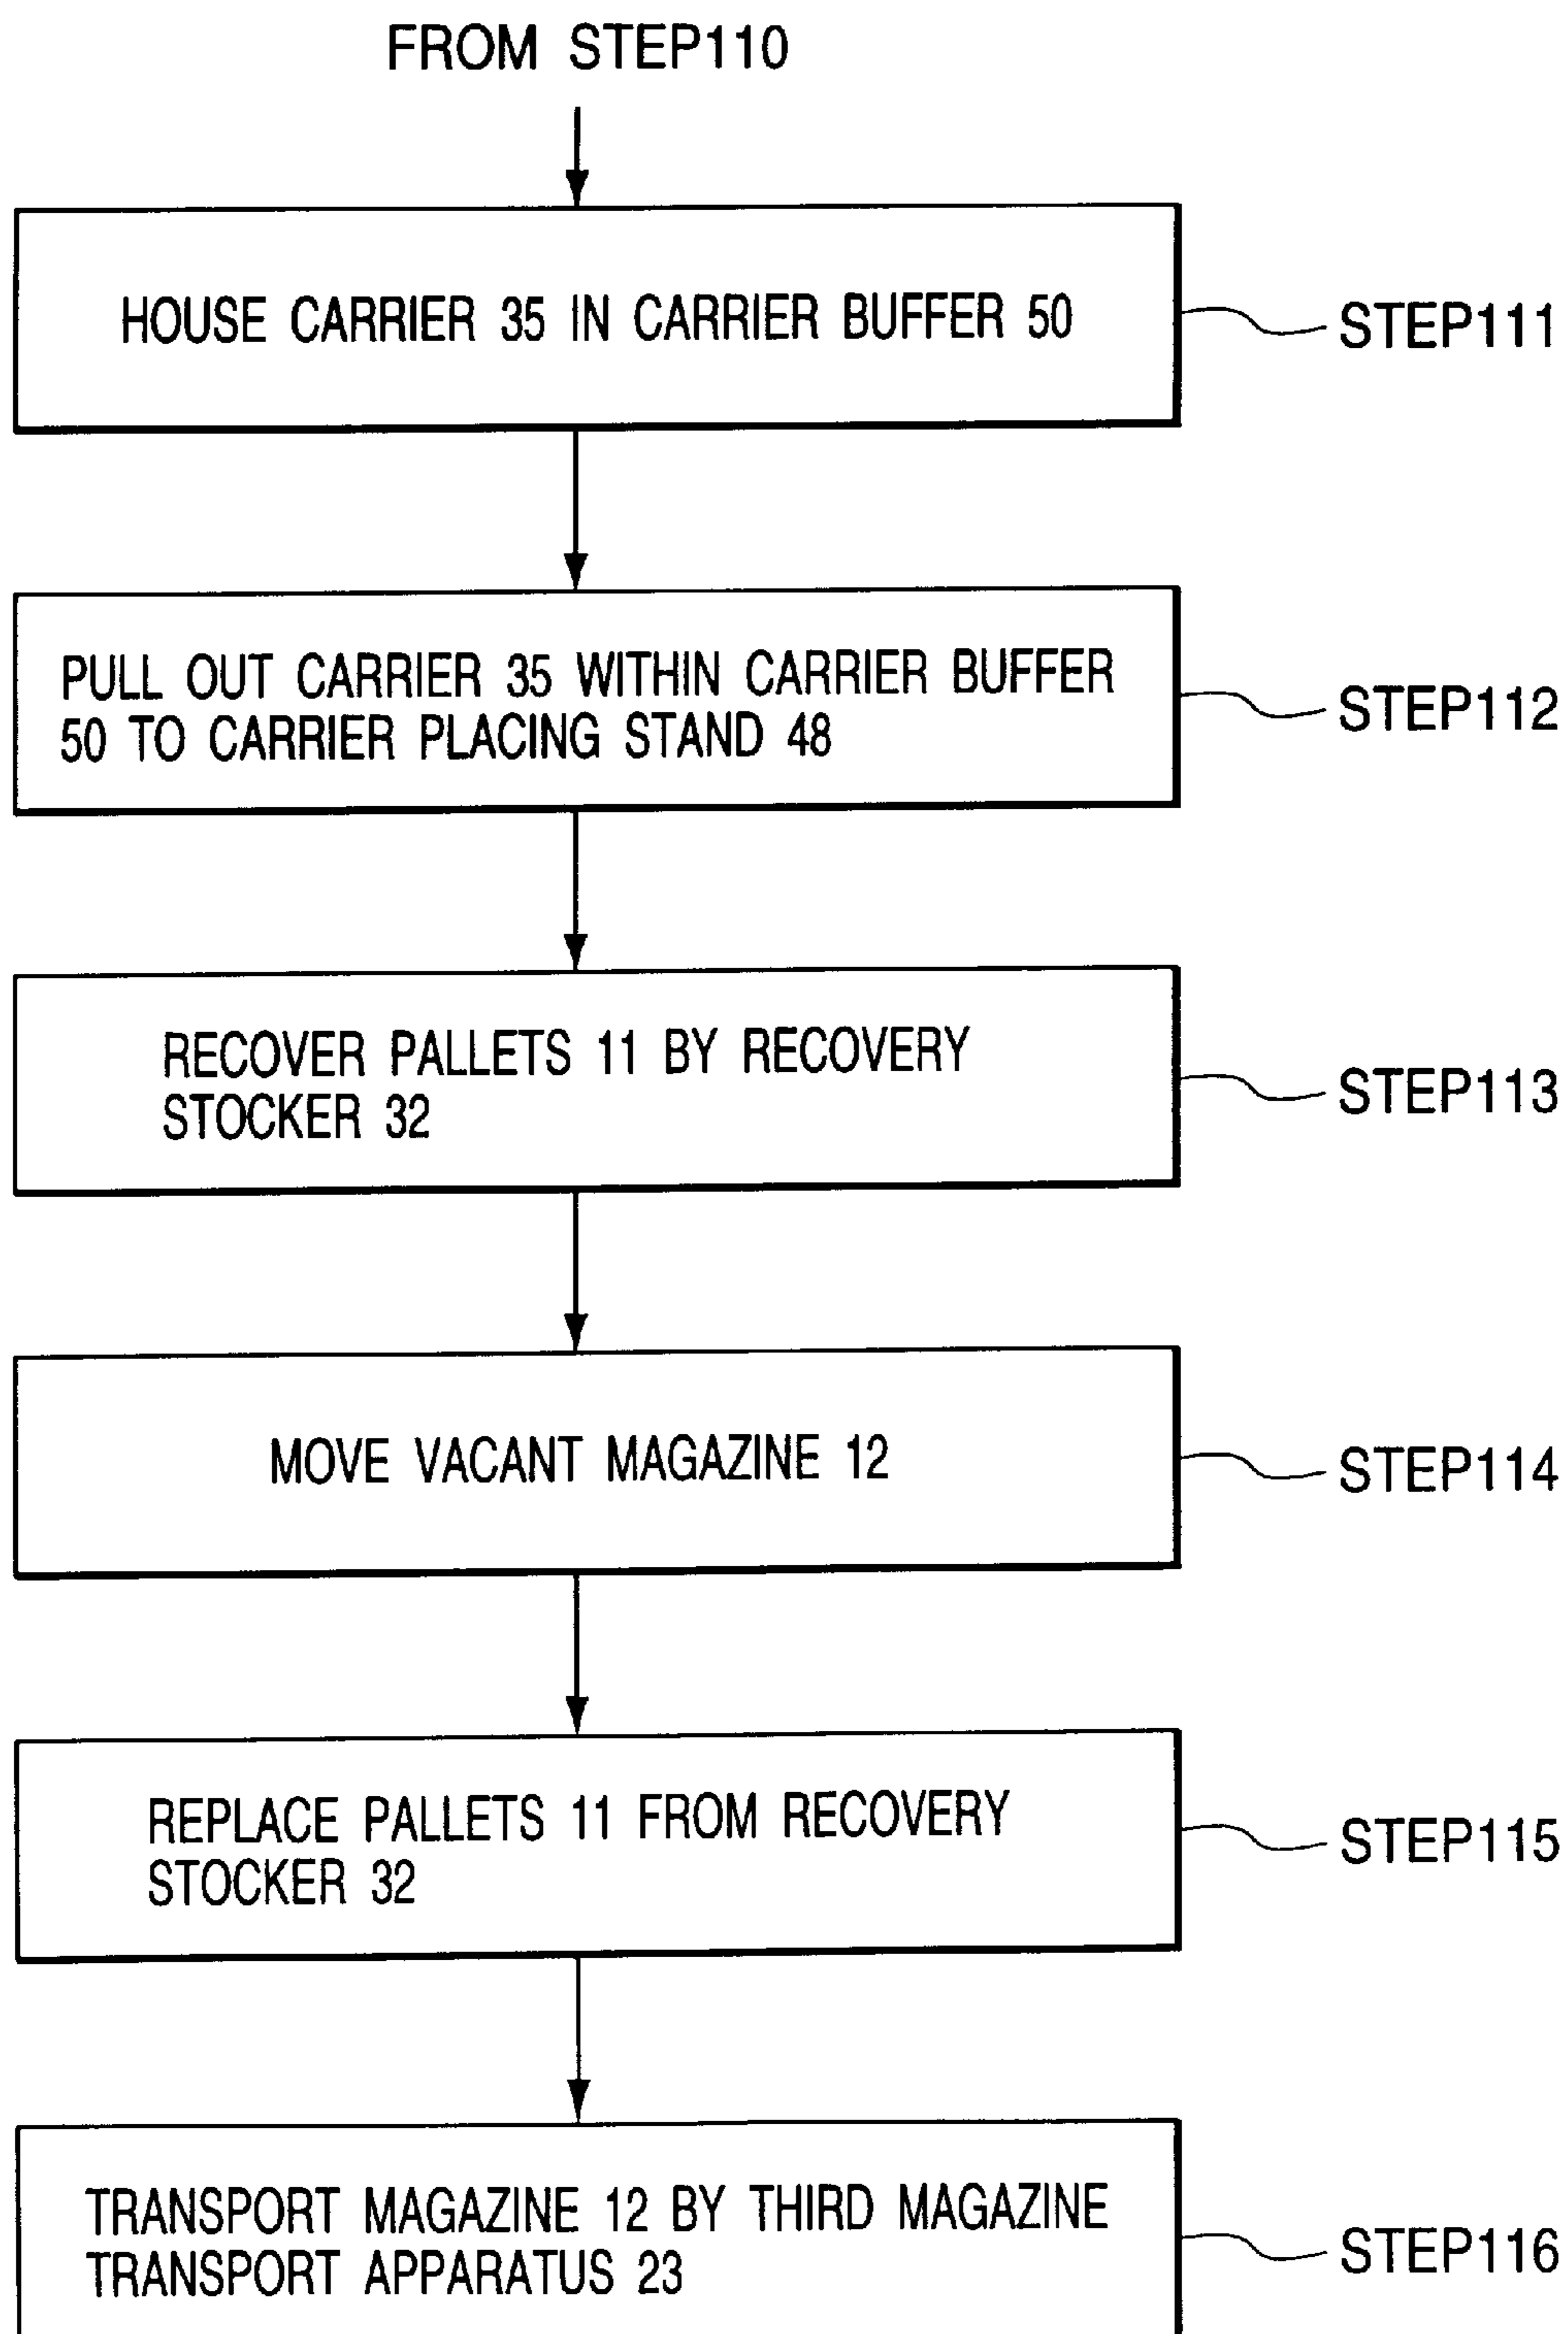 FROM STEP110
HOUSE CARRIER 35 IN CARRIER BUFFER 50
STEP111
PULL OUT CARRIER 35 WITHIN CARRIER BUFFER
50 TO CARRIER PLACING STAND 48
STEP112
RECOVER PALLETS 11 BY RECOVERY
STOCKER 32
STEP113
MOVE VACANT MAGAZINE 12
STEP114
REPLACE PALLETS 11 FROM RECOVERY
STOCKER 32
STEP115
TRANSPORT MAGAZINE 12 BY THIRD MAGAZINE
TRANSPORT APPARATUS 23
STEP116